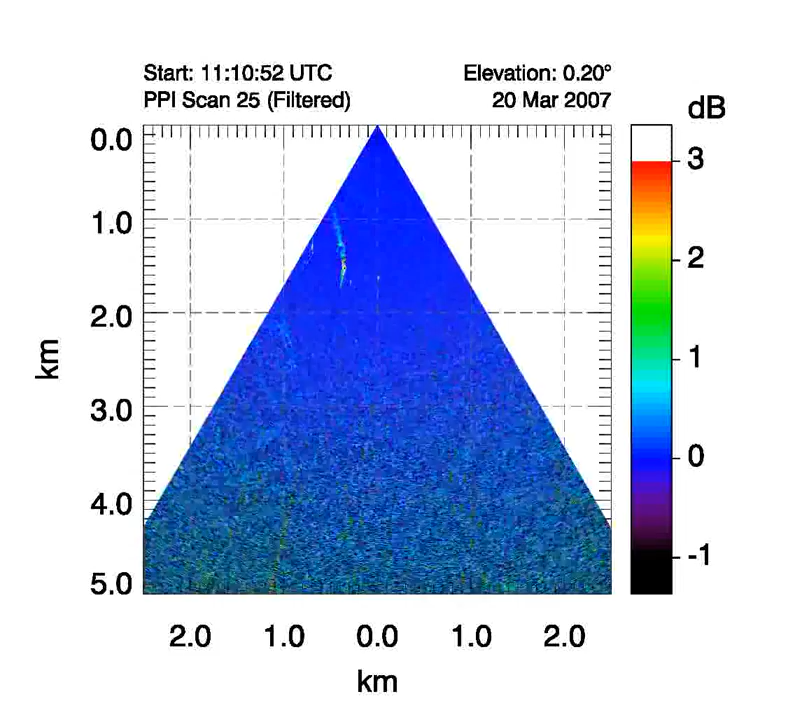 Start: 11:10:52 UTC
Elevation: 0.20°
PPI Scan 25 (Filtered)
20 Mar 2007
dB
0.0
1.0
2.0
3.0
4.0
5.0
km
2.0 1.0 0.0 1.0 2.0
km
3
2
1
0
-1